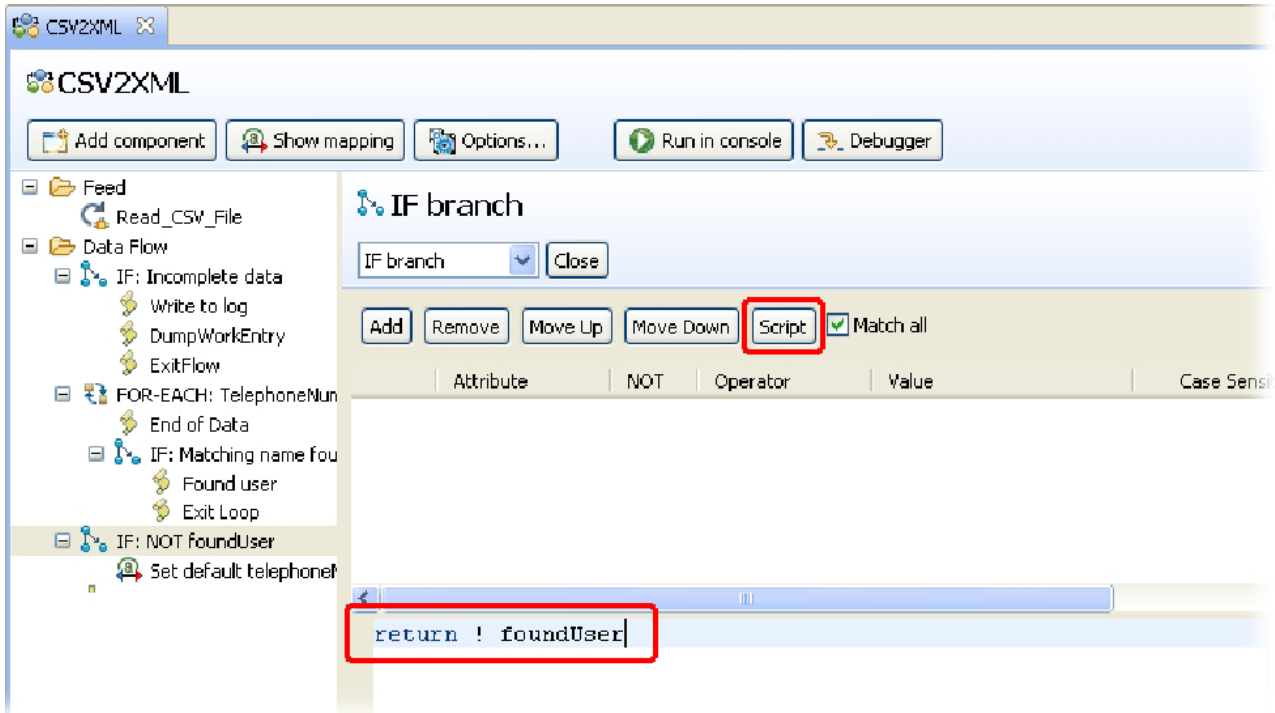 CSV2XML
CSV2XML
Add component Show mapping Options... Run in console Debugger
Feed
Read_CSV_File
Data Flow
IF: Incomplete data
Write to log
DumpWorkEntry
ExitFlow
FOR-EACH: TelephoneNun
End of Data
IF: Matching name fou
Found user
Exit Loop
IF: NOT foundUser
Set default telephoneN
IF branch
IF branch Close
Add Remove Move Up Move Down Script Match all
Attribute NOT Operator Value Case Sensi
return ! foundUser